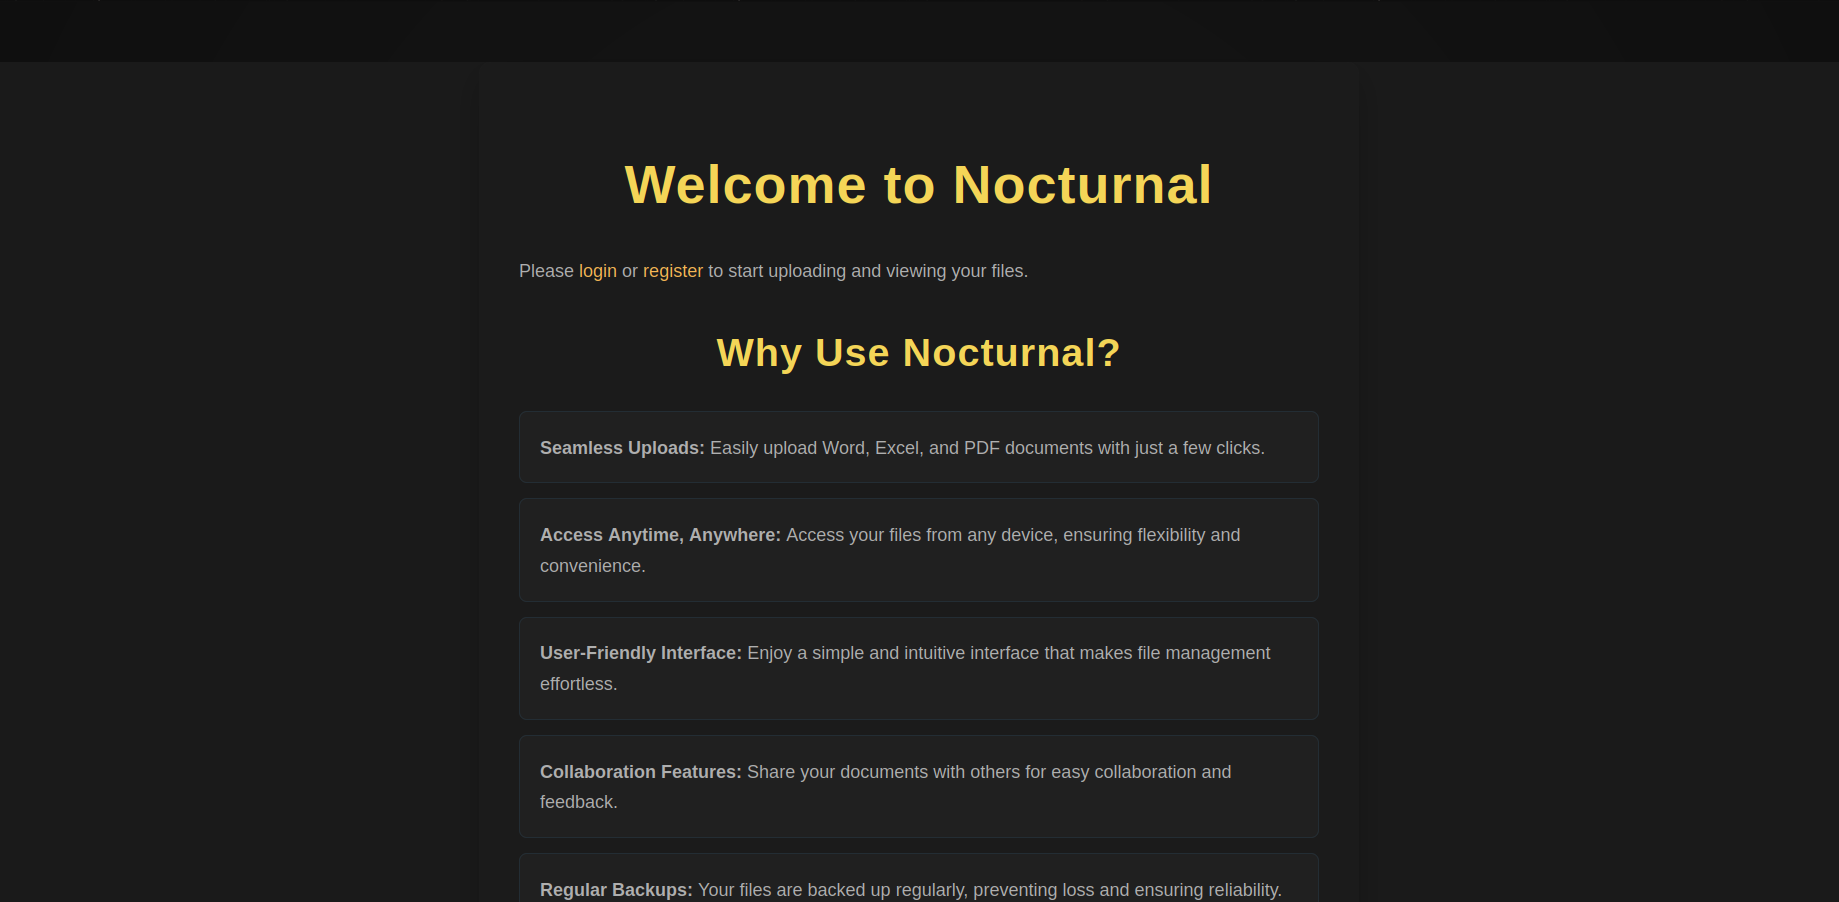 Welcome to Nocturnal
Please login or register to start uploading and viewing your files.
Why Use Nocturnal?
Seamless Uploads: Easily upload Word, Excel, and PDF documents with just a few clicks.
Access Anytime, Anywhere: Access your files from any device, ensuring flexibility and
convenience.
User-Friendly Interface: Enjoy a simple and intuitive interface that makes file management
effortless.
Collaboration Features: Share your documents with others for easy collaboration and
feedback.
Regular Backups: Your files are backed up regularly, preventing loss and ensuring reliability.